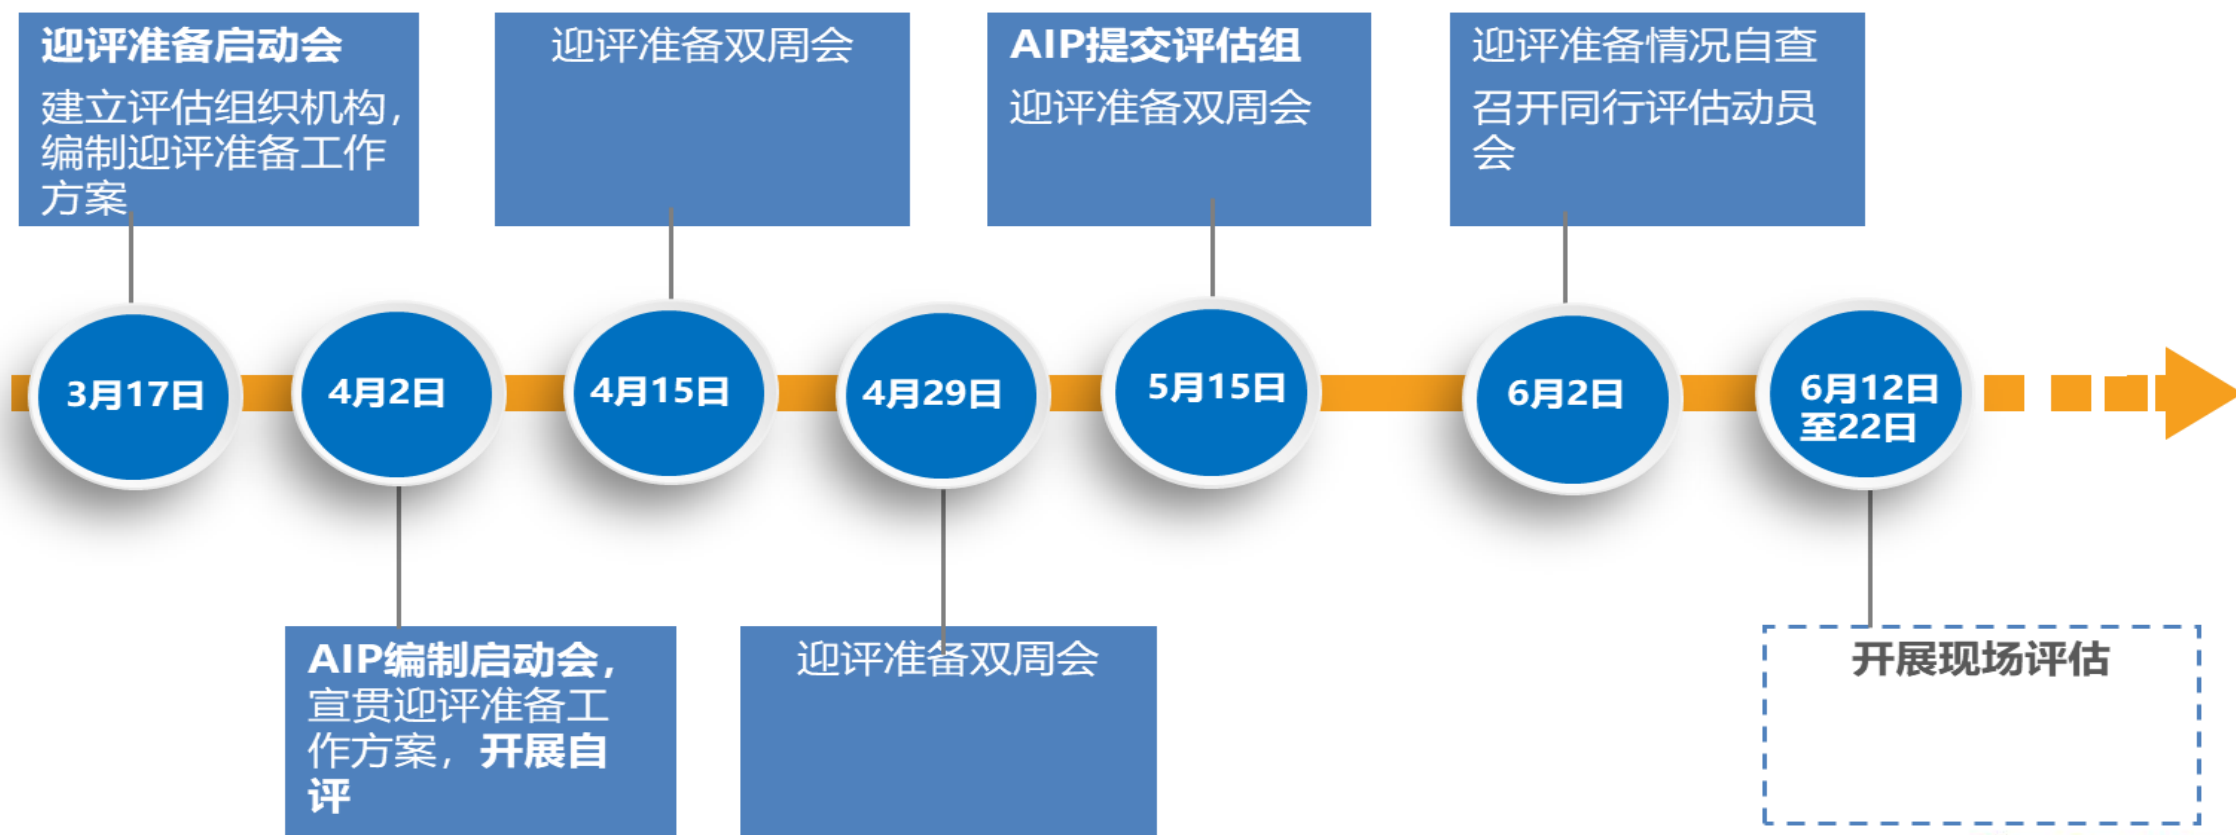 迎评准备启动会
建立评估组织机构，
编制迎评准备工作
方案
迎评准备双周会
AIP提交评估组
迎评准备双周会
迎评准备情况自查
召开同行评估动员
会
3月17日
4月2日
4月15日
4月29日
5月15日
6月2日
6月12日
至22日
AIP编制启动会，
宣贯迎评准备工
作方案，开展自
评
迎评准备双周会
开展现场评估